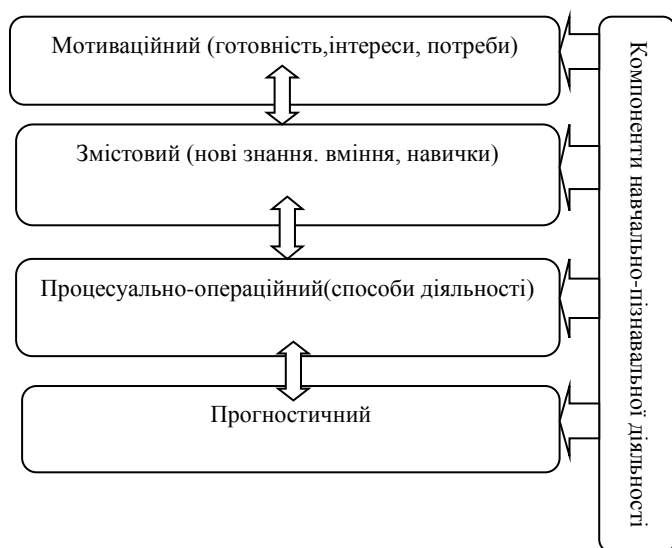 Мотиваційний (готовність,інтереси, потреби)
Змістовий (нові знання. вміння, навички)
Процесуально-операційний(способи діяльності)
Прогностичний
Компоненти навчально-пізнавальної діяльності